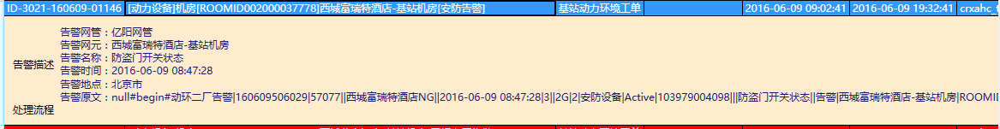 ID-3021-160609-01146 [动力设备]机房[ROOMID002000037778]西城富瑞特酒店-基站机房[安防告警] 基站动力环境工单 2016-06-09 09:02:41 2016-06-09 19:32:41 crxahc_t
告警描述
告警网管：亿阳网管
告警网元：西城富瑞特酒店-基站机房
告警名称：防盗门开关状态
告警时间：2016-06-09 08:47:28
告警地点：北京市
告警原文：null#begin#动环二厂告警|160609506029|57077||西城富瑞特酒店NG||2016-06-09 08:47:28|3||2G|2|安防设备|Active|103979004098|||防盗门开关状态||告警|西城富瑞特酒店-基站机房|ROOMID
处理流程